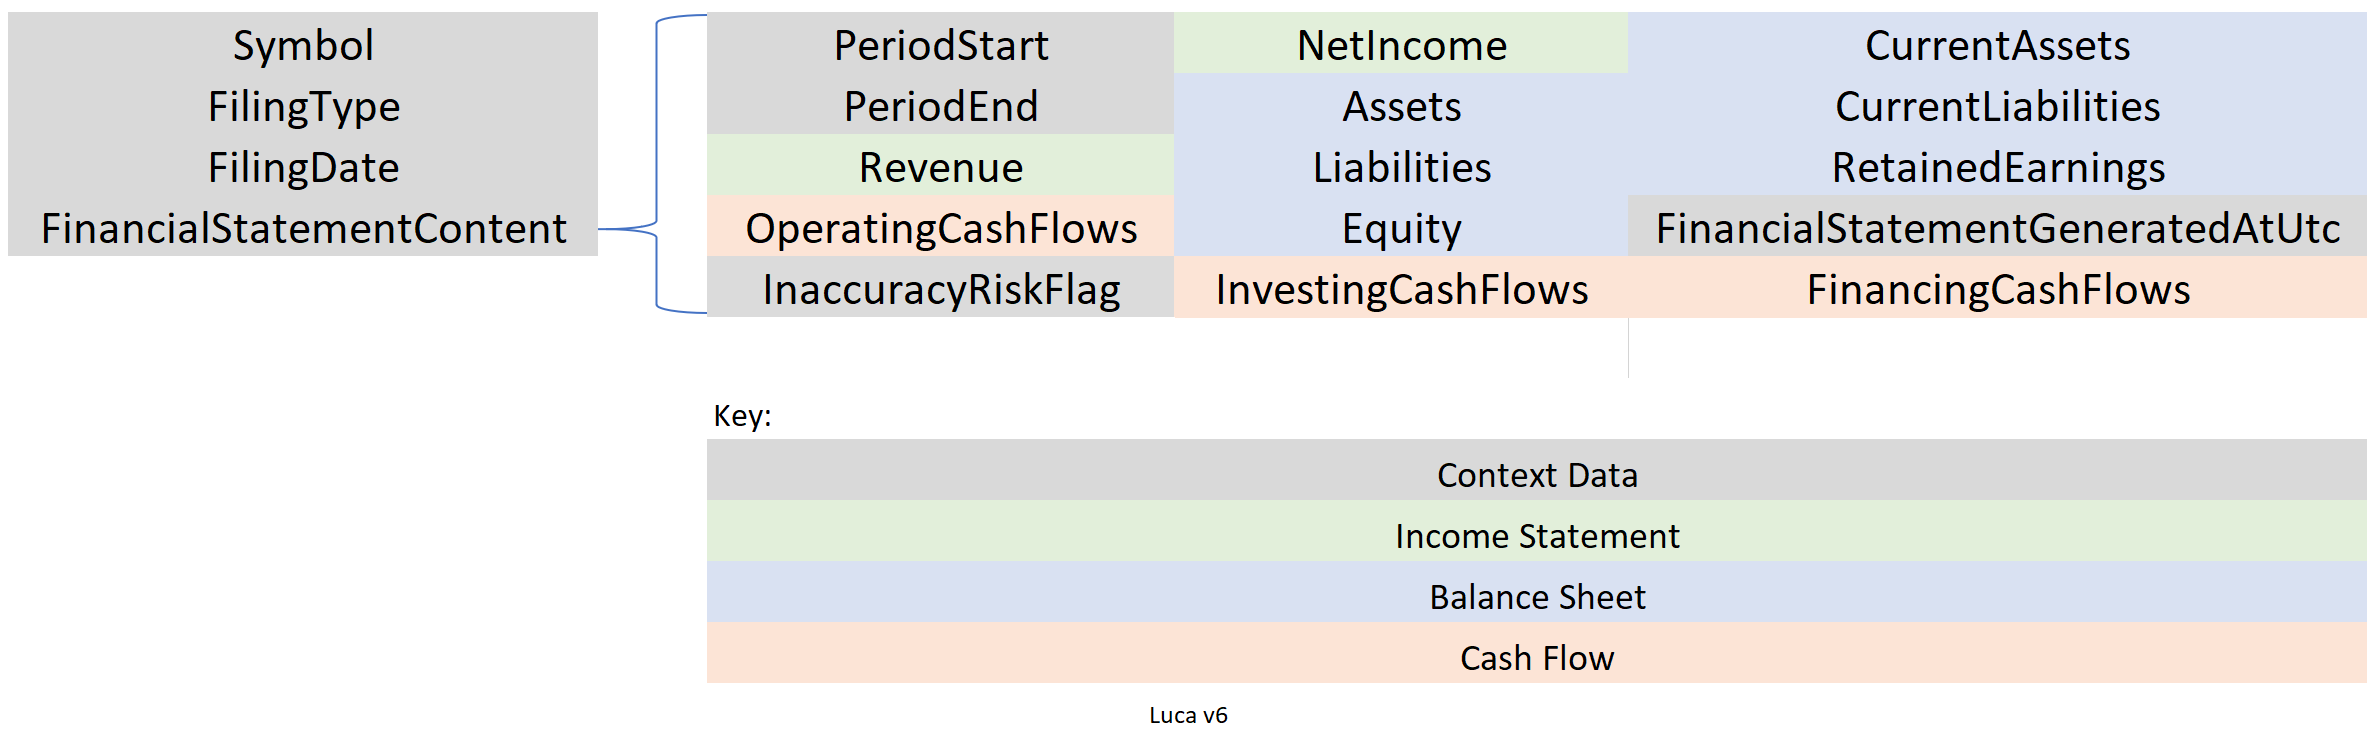 Symbol
FilingType
FilingDate
FinancialStatementContent
PeriodStart NetIncome CurrentAssets
PeriodEnd Assets CurrentLiabilities
Revenue Liabilities RetainedEarnings
OperatingCashFlows Equity FinancialStatementGeneratedAtUtc
InaccuracyRiskFlag InvestingCashFlows FinancingCashFlows
Key:
Context Data
Income Statement
Balance Sheet
Cash Flow
Luca v6